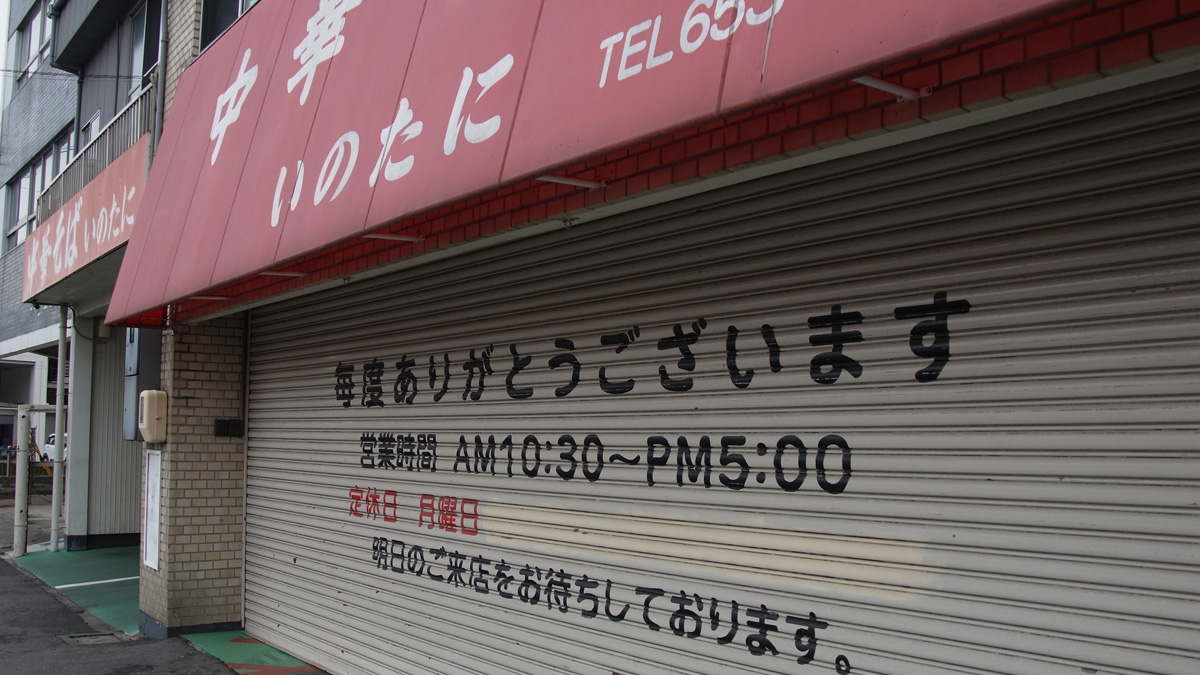 中華
いのたに
TEL 653
中華そば いのたに
毎度ありがとうございます
営業時間 AM10:30～PM5:00
定休日 月曜日
明日のご来店をお待ちしております。